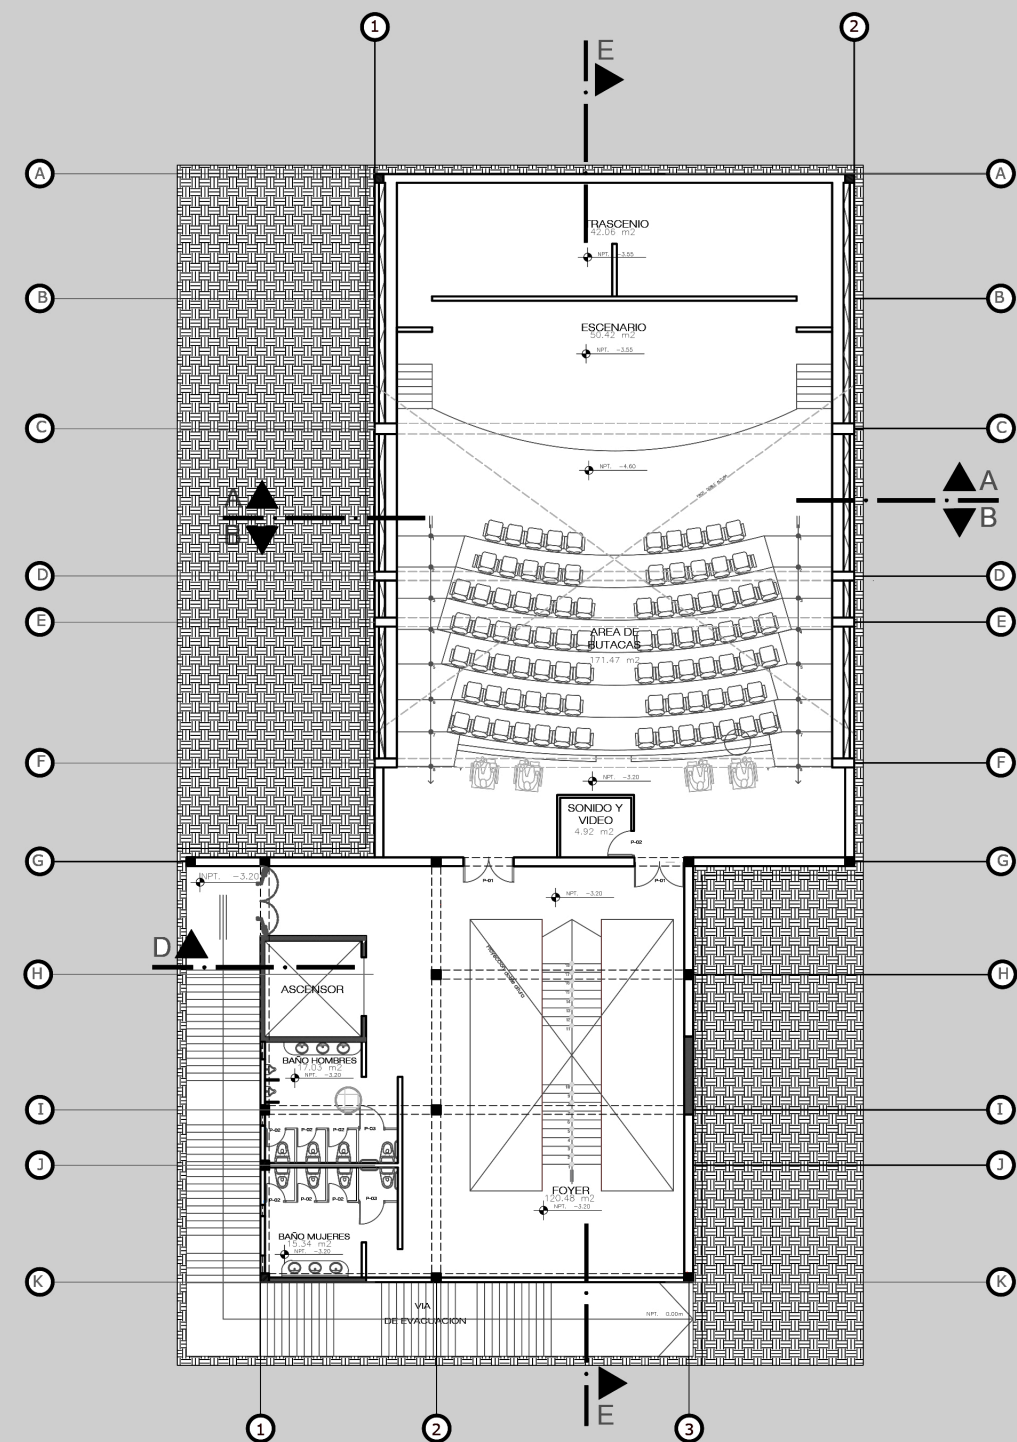 1
2
E
A
A
TRASCENIO
42.06 m2
NPT. -3.55
B
B
ESCENARIO
50.42 m2
NPT. -3.55
C
C
NPT. -4.60
A
B
A
B
D
D
E
E
AREA DE
BUTACAS
171.47 m2
F
F
NPT. -3.20
SONIDO Y
VIDEO
4.92 m2
P-02
G
G
P-01
P-01
NPT. -3.20
NPT. -3.20
D
H
H
ASCENSOR
BAÑO HOMBRES
17.03 m2
NPT. -3.20
I
I
P-02
P-02
P-02
P-03
J
J
P-02
P-02
P-02
P-03
FOYER
120.48 m2
NPT. -3.20
BAÑO MUJERES
15.34 m2
NPT. -3.20
K
K
VIA
DE EVACUACION
NPT. 0.00m
E
1
2
3